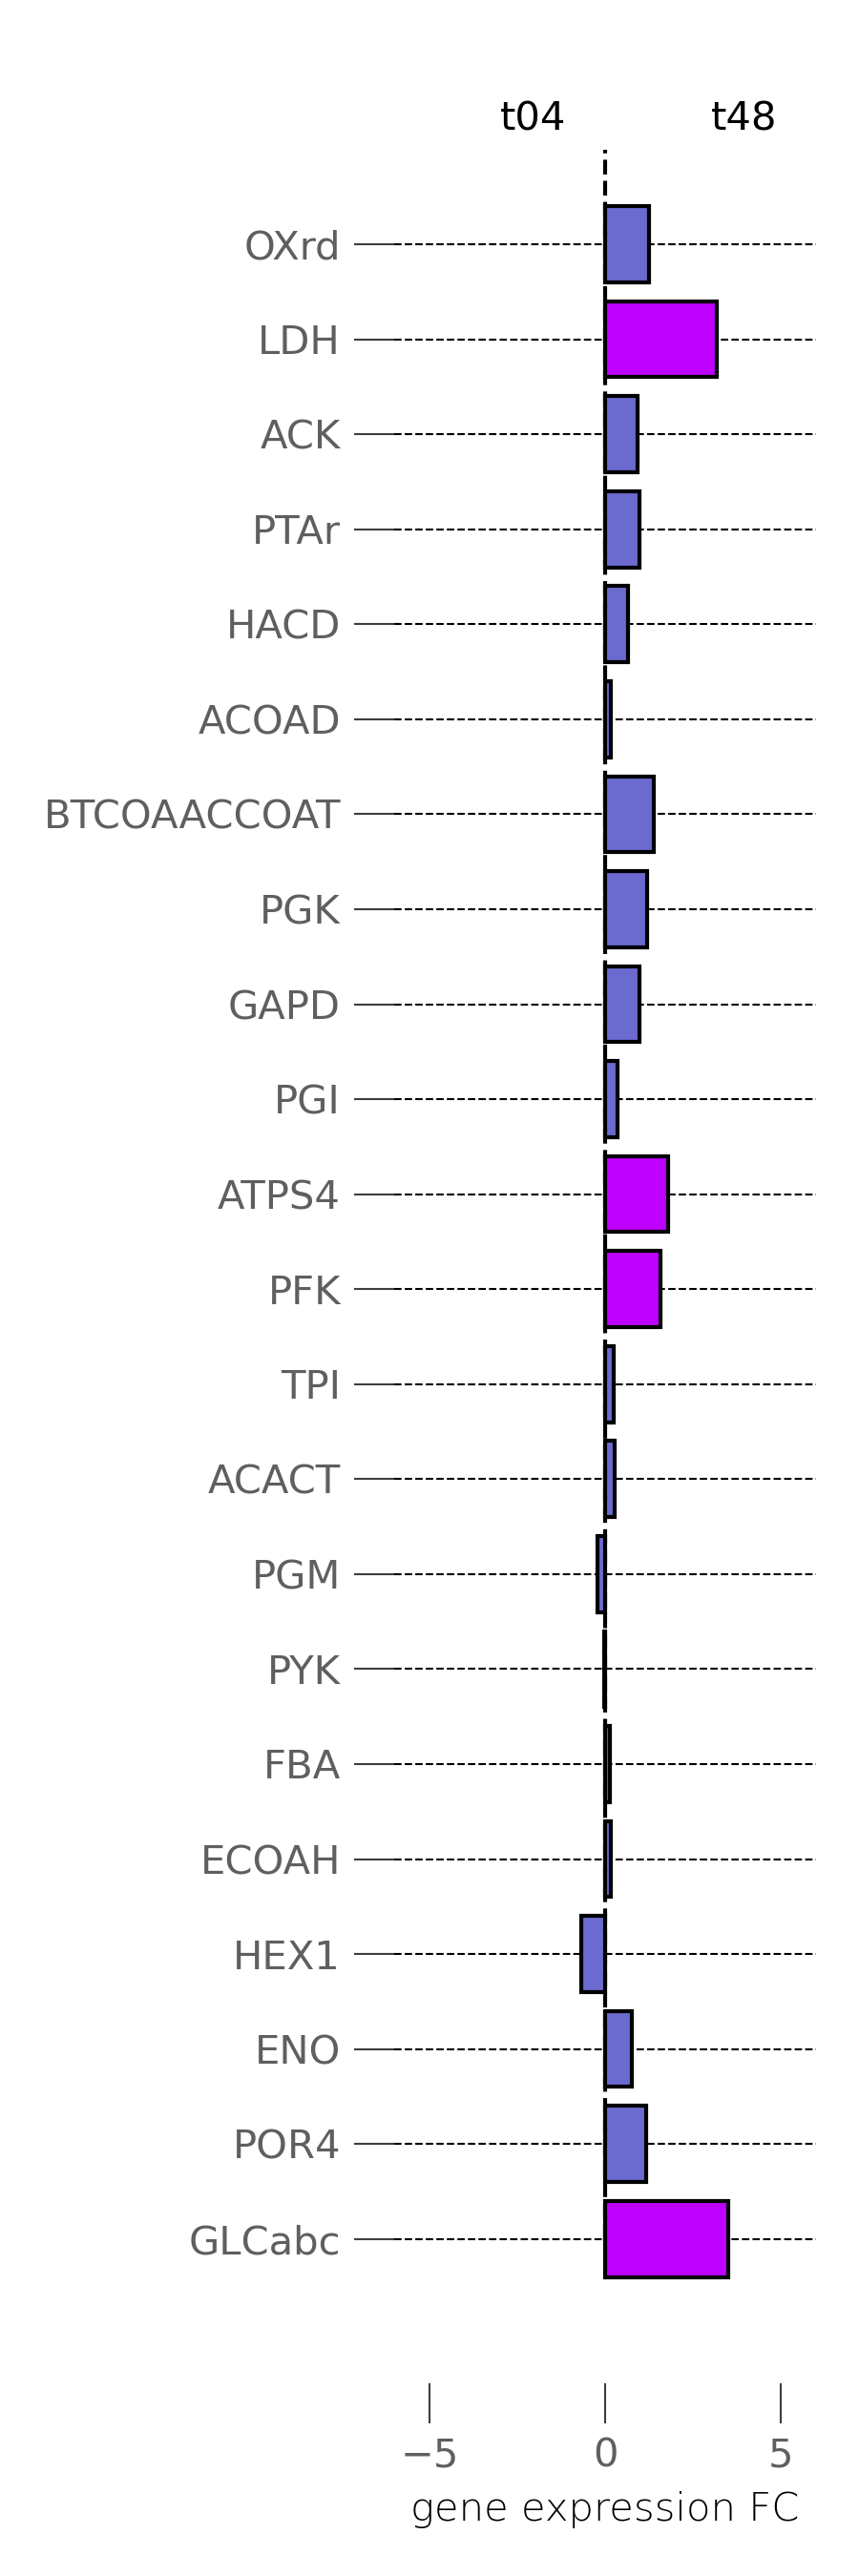 t04 t48
OXrd
LDH
ACK
PTAr
HACD
ACOAD
BTCOAACCOAT
PGK
GAPD
PGI
ATPS4
PFK
TPI
ACACT
PGM
PYK
FBA
ECOAH
HEX1
ENO
POR4
GLCabc
−5 0 5
gene expression FC